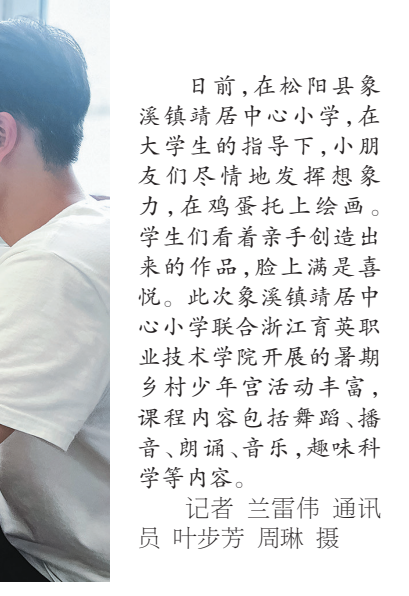 日前,在松阳县象
溪镇靖居中心小学,在
大学生的指导下,小朋
友们尽情地发挥想象
力,在鸡蛋托上绘画。
学生们看着亲手创造出
来的作品,脸上满是喜
悦。此次象溪镇靖居中
心小学联合浙江育英职
业技术学院开展的暑期
乡村少年宫活动丰富,
课程内容包括舞蹈、播
音、朗诵、音乐,趣味科
学等内容。
记者 兰雷伟 通讯
员 叶步芳 周琳 摄